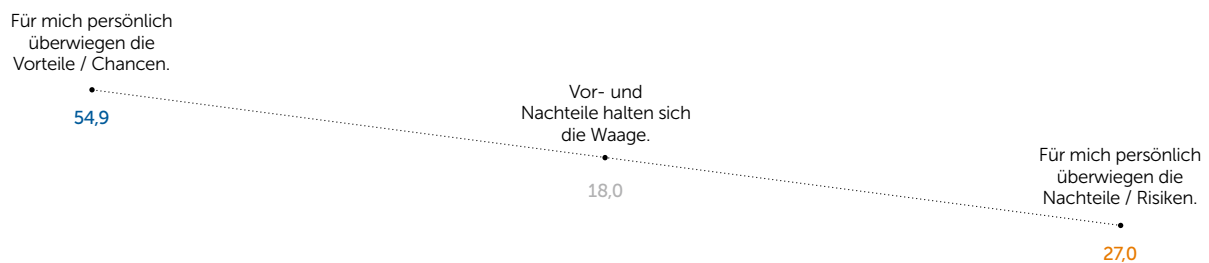 Für mich persönlich
überwiegen die
Vorteile / Chancen.
54,9
Vor- und
Nachteile halten sich
die Waage.
18,0
Für mich persönlich
überwiegen die
Nachteile / Risiken.
27,0